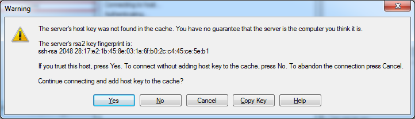 Warning
The server's host key was not found in the cache. You have no guarantee that the server is the computer you think it is.
The server's rsa2 key fingerprint is:
ssh-rsa 2048 28:17:e2:1b:45:8e:03:1a:6f:b0:2c:c4:45:ce:5e:b1
If you trust this host, press Yes. To connect without adding host key to the cache, press No. To abandon the connection press Cancel.
Continue connecting and add host key to the cache?
Yes No Cancel Copy Key Help